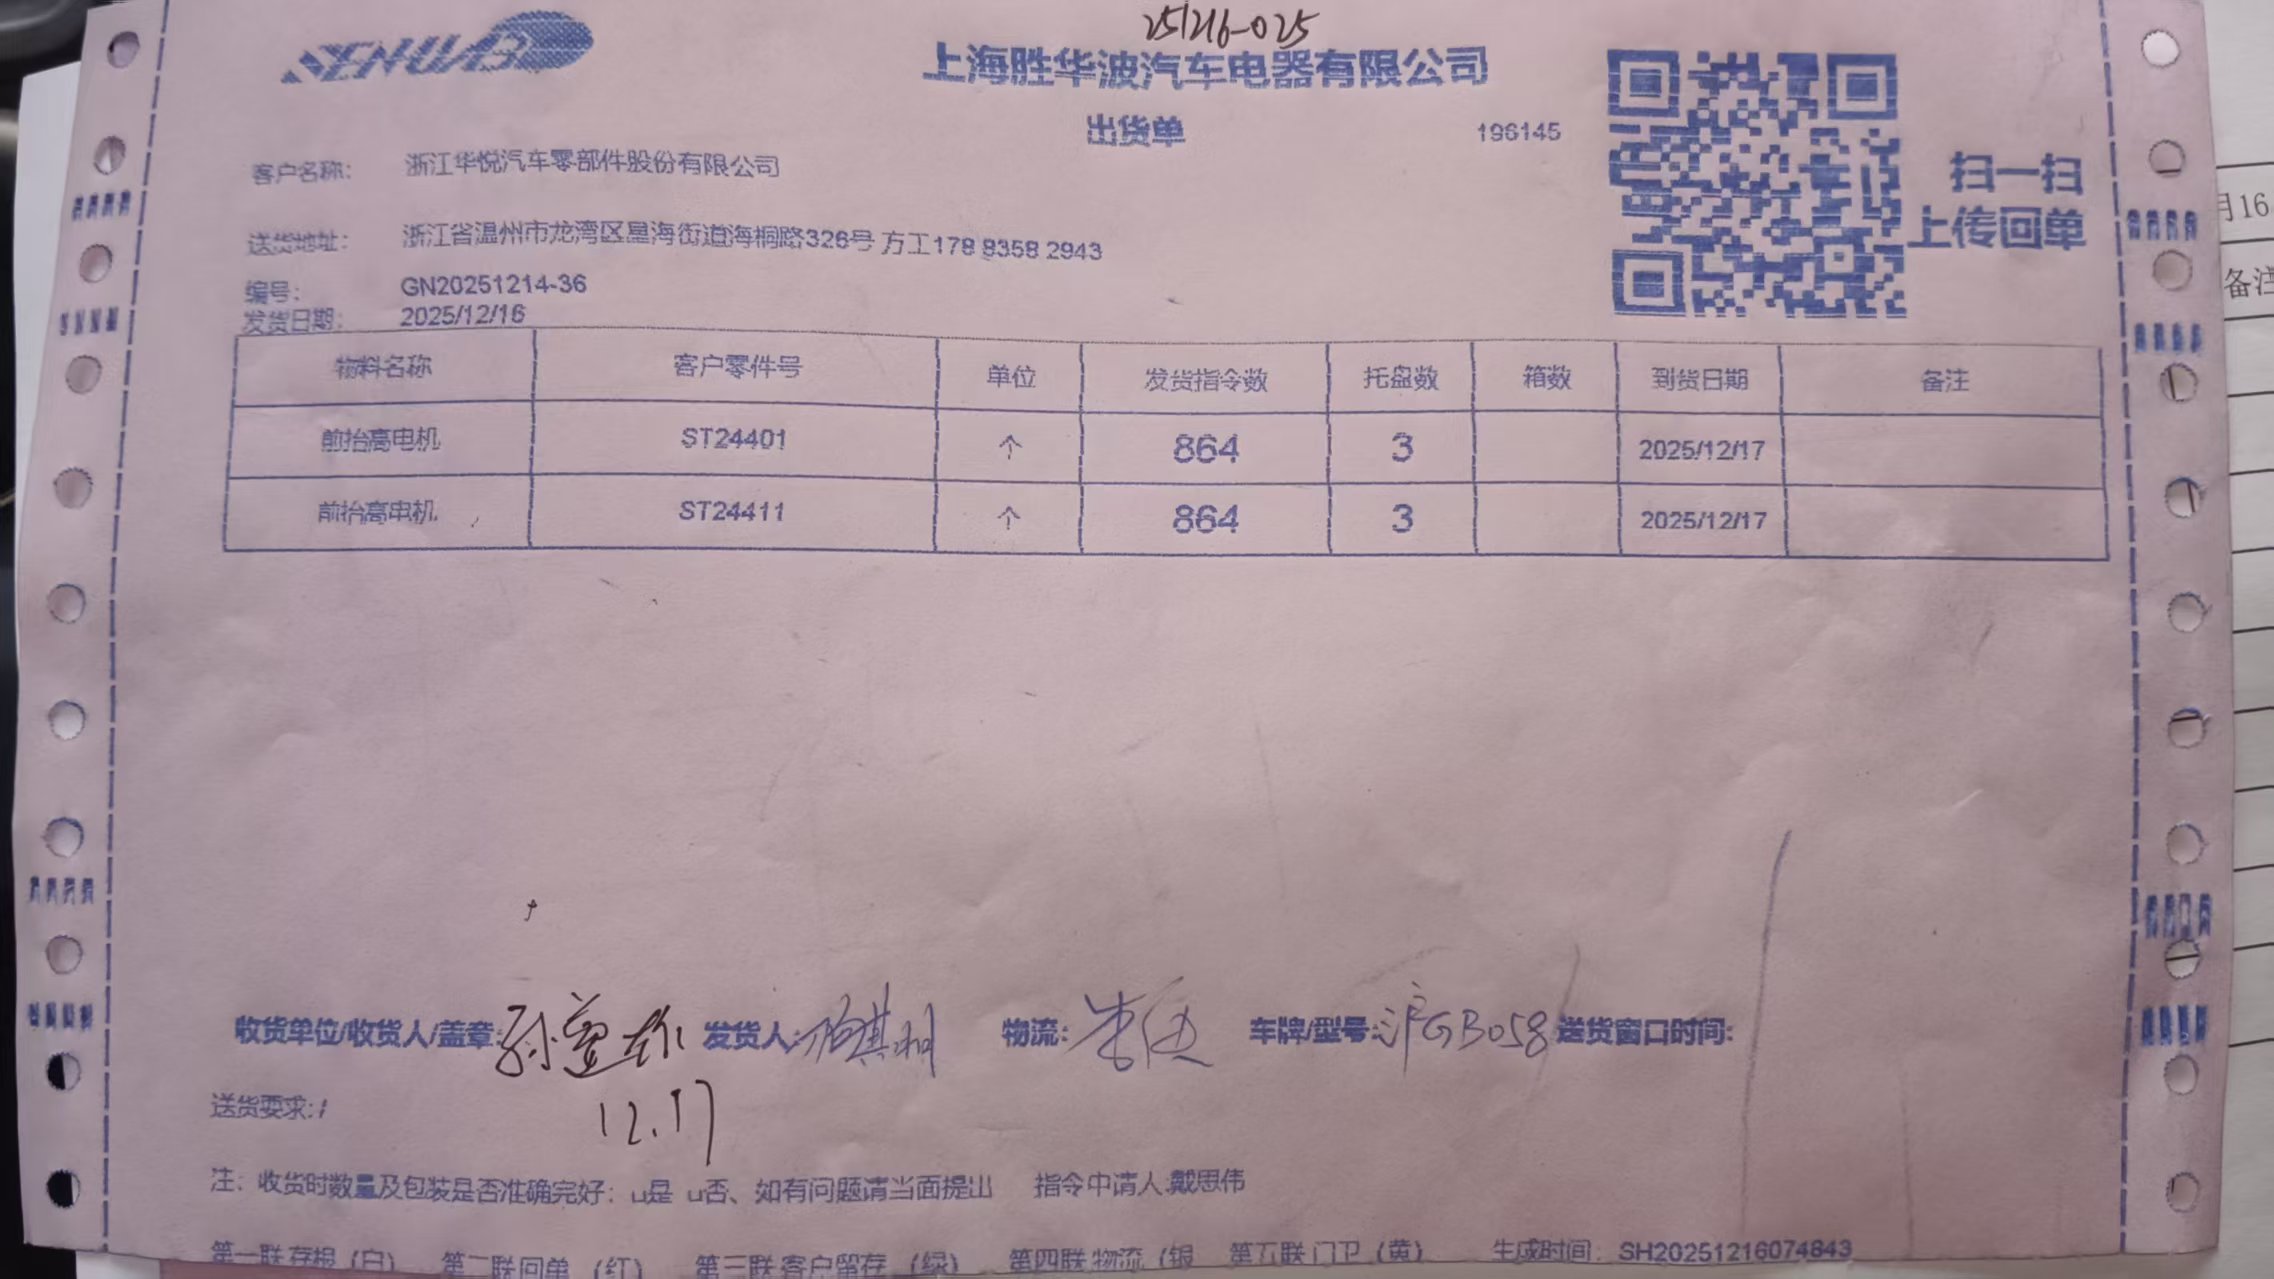 251216-025
SENHUAB
上海胜华波汽车电器有限公司
出货单
196145
扫一扫
上传回单
客户名称: 浙江华悦汽车零部件股份有限公司
送货地址: 浙江省温州市龙湾区星海街道海桐路326号 方工178 9358 2943
编号: GN20251214-36
发货日期: 2025/12/16
物料名称 客户零件号 单位 发货指令数 托盘数 箱数 到货日期 备注
前抬高电机 ST24401 个 864 3 2025/12/17
前抬高电机 ST24411 个 864 3 2025/12/17
收货单位/收货人/盖章: 发货人: 物流: 车牌/型号: 沪GB058 送货窗口时间:
12.17
送货要求:/
注: 收货时数量及包装是否准确完好: u是 u否、如有问题请当面提出 指令申请人:戴思伟
第一联 存根 (白) 第二联 回单 (红) 第三联 客户留存 (绿) 第四联 物流 (银 第五联 门卫 (黄) 生成时间: SH20251216074843
月16
备注